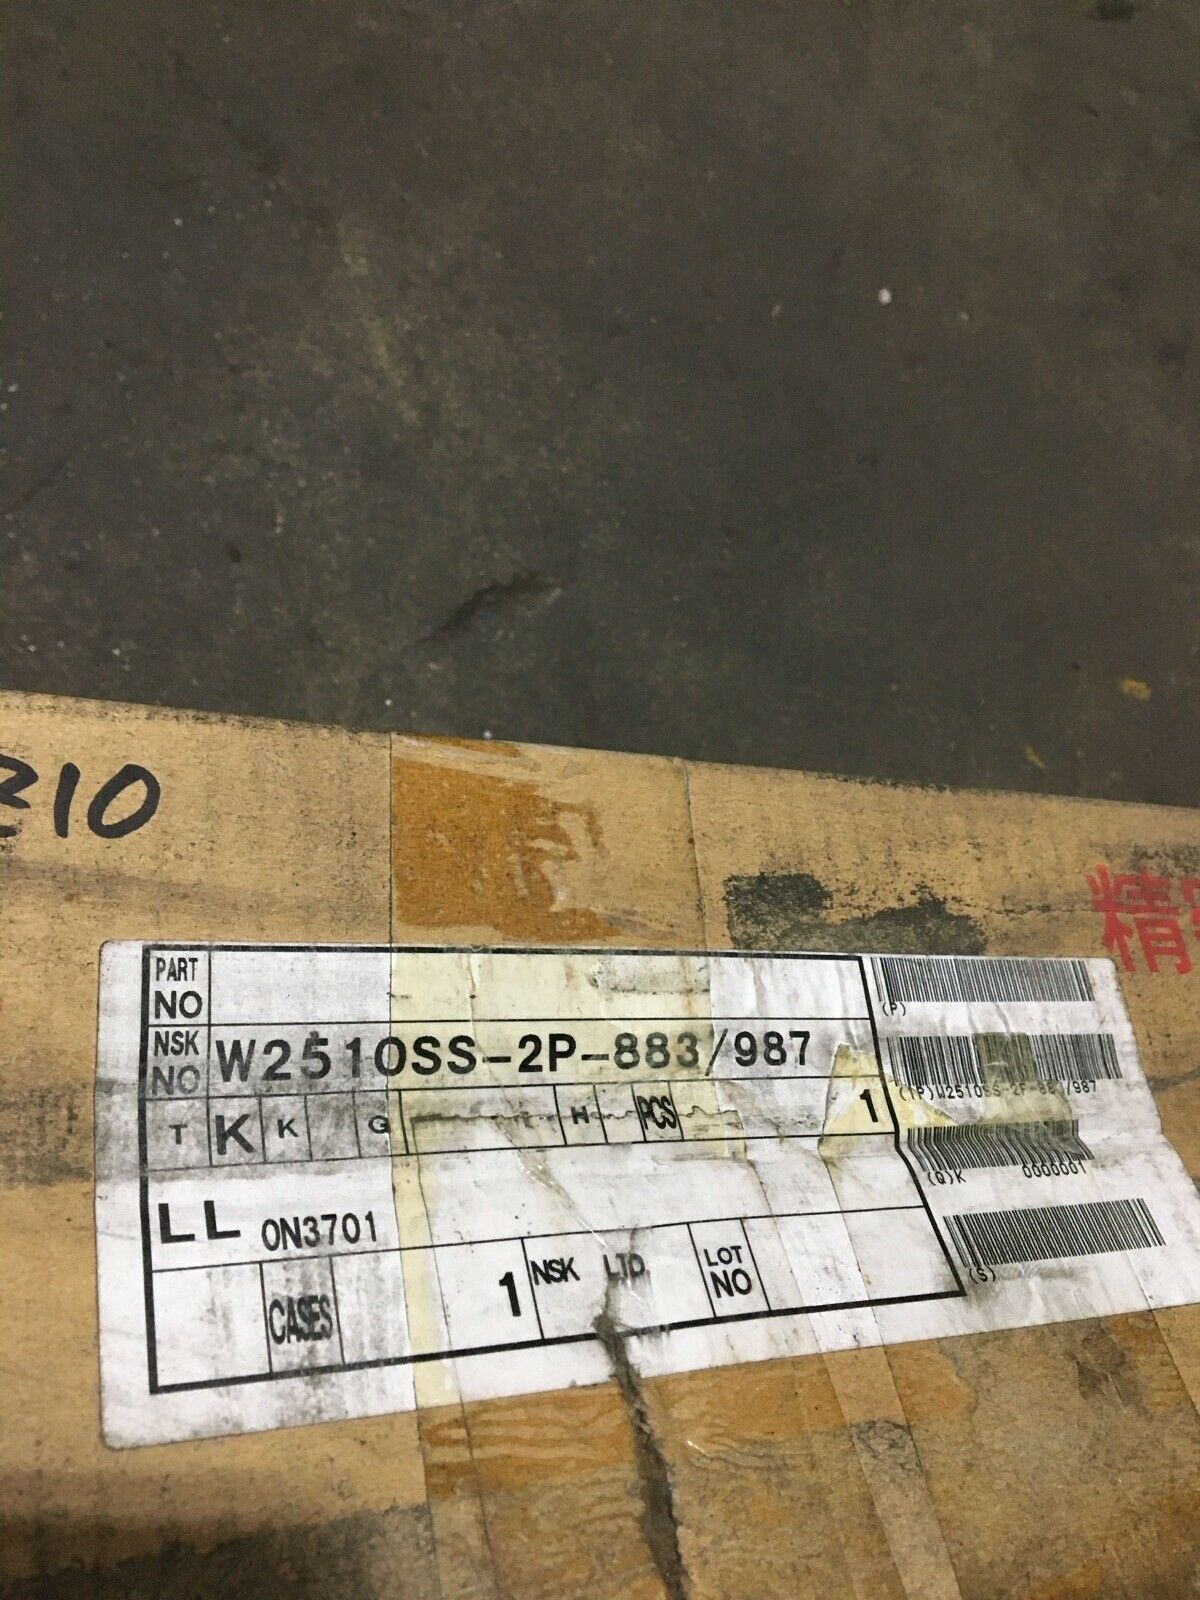 210
精
PART NO
NSK NO W2510SS-2P-883/987
T K K G H PCS 1
LL 0N3701
CASES 1 NSK LTD. LOT NO
(P)
(1P)W2510SS-2P-883/987
(Q)K 0000001
(S)